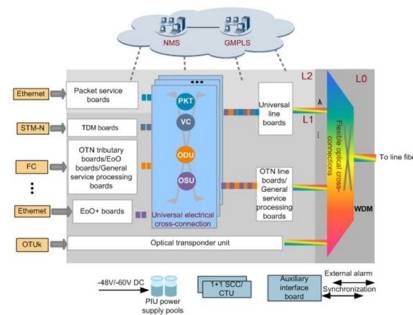 NMS
GMPLS
L2
L0
Ethernet
Packet service
boards
PKT
Universal
line
boards
λ
L1
STM-N
TDM boards
VC
FC
OTN tributary
boards/EoO
boards/General
service processing
boards
ODU
OSU
OTN line
boards/
General
service
processing
boards
Flexible optical cross-
connections
To line fibe
WDM
Ethernet
EoO+ boards
Universal electrical
cross-connection
OTUk
Optical transponder unit
-48V/-60V DC
PIU power
supply pools
1+1 SCC/
CTU
Auxiliary
interface
board
External alarm
Synchronization